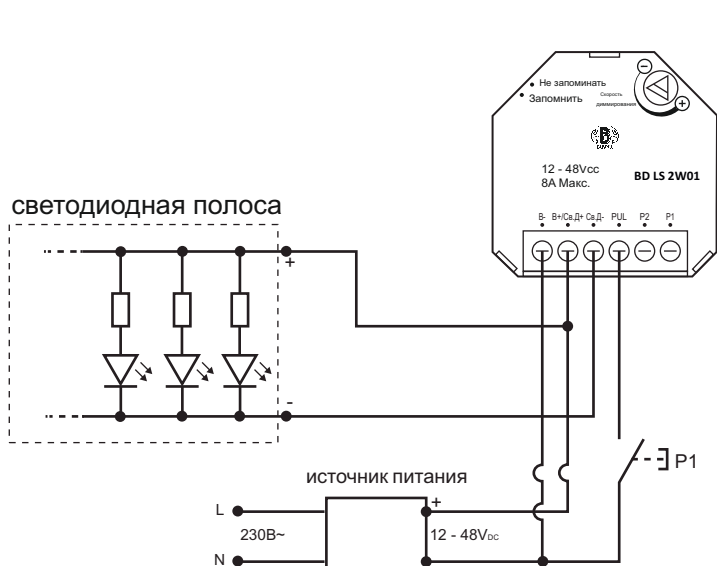 Не запоминать
Запомнить
Скорость
диммирования
−
+
B
12 - 48Vcc
8А Макс.
BD LS 2W01
B- B+/Св.Д+ Св.Д- PUL P2 P1
светодиодная полоса
+
-
P1
источник питания
L
+
230В~
12 - 48VDC
N